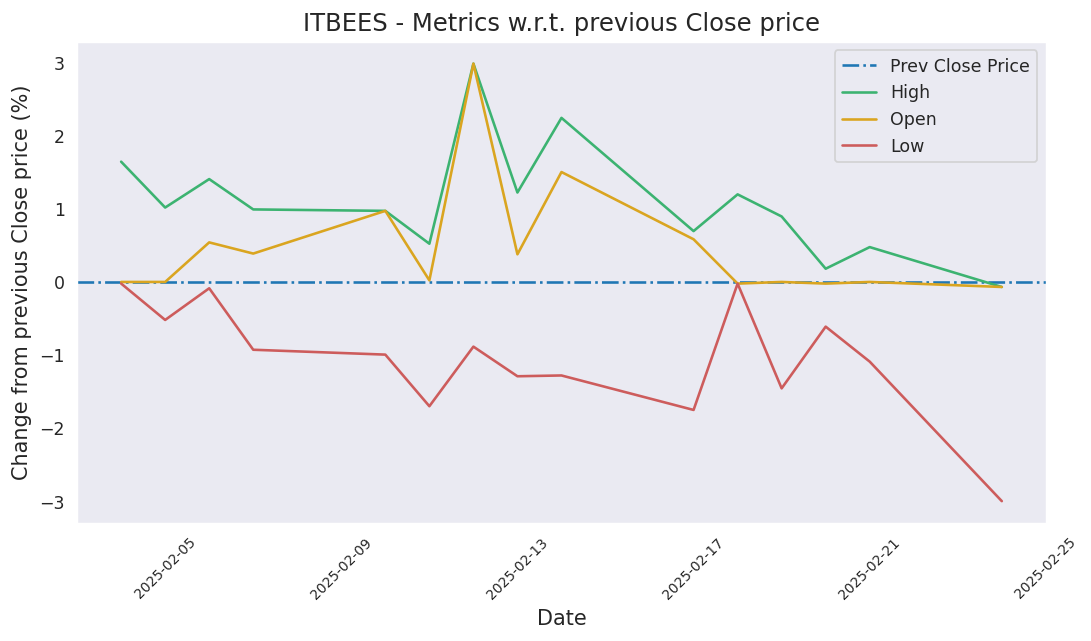 ITBEES - Metrics w.r.t. previous Close price
Change from previous Close price (%)
3
2
1
0
−1
−2
−3
Prev Close Price
High
Open
Low
2025-02-05
2025-02-09
2025-02-13
2025-02-17
2025-02-21
2025-02-25
Date